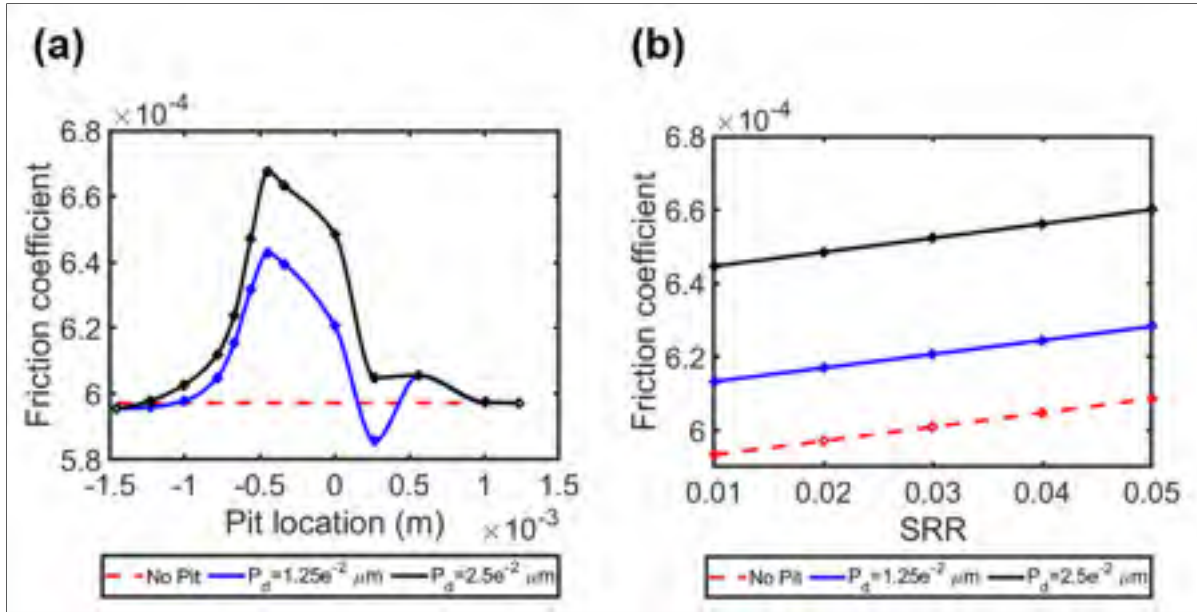 (a)
×10⁻⁴
6.8
6.6
6.4
6.2
6
5.8
Friction coefficient
-1.5 -1 -0.5 0 0.5 1 1.5
Pit location (m) ×10⁻³
No Pit P_d=1.25e⁻² μm P_d=2.5e⁻² μm
(b)
×10⁻⁴
6.8
6.6
6.4
6.2
6
Friction coefficient
0.01 0.02 0.03 0.04 0.05
SRR
No Pit P_d=1.25e⁻² μm P_d=2.5e⁻² μm